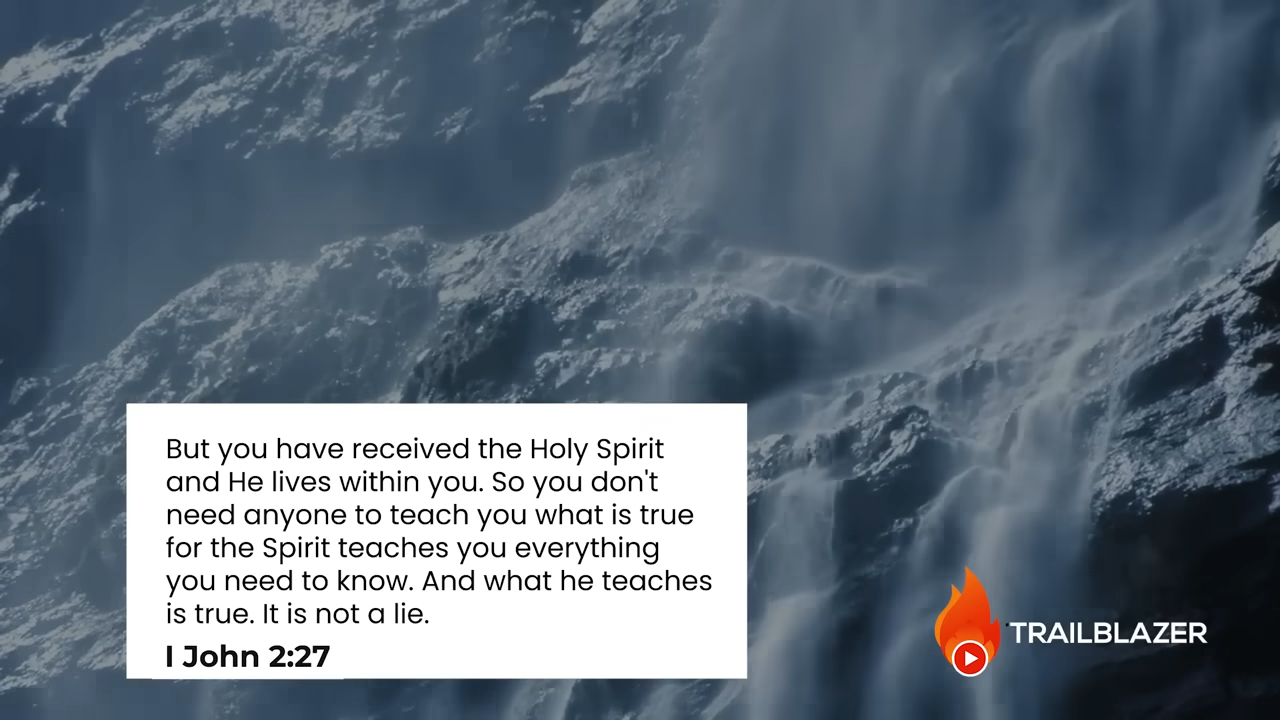 But you have received the Holy Spirit
and He lives within you. So you don't
need anyone to teach you what is true
for the Spirit teaches you everything
you need to know. And what he teaches
is true. It is not a lie.
I John 2:27
TRAILBLAZER